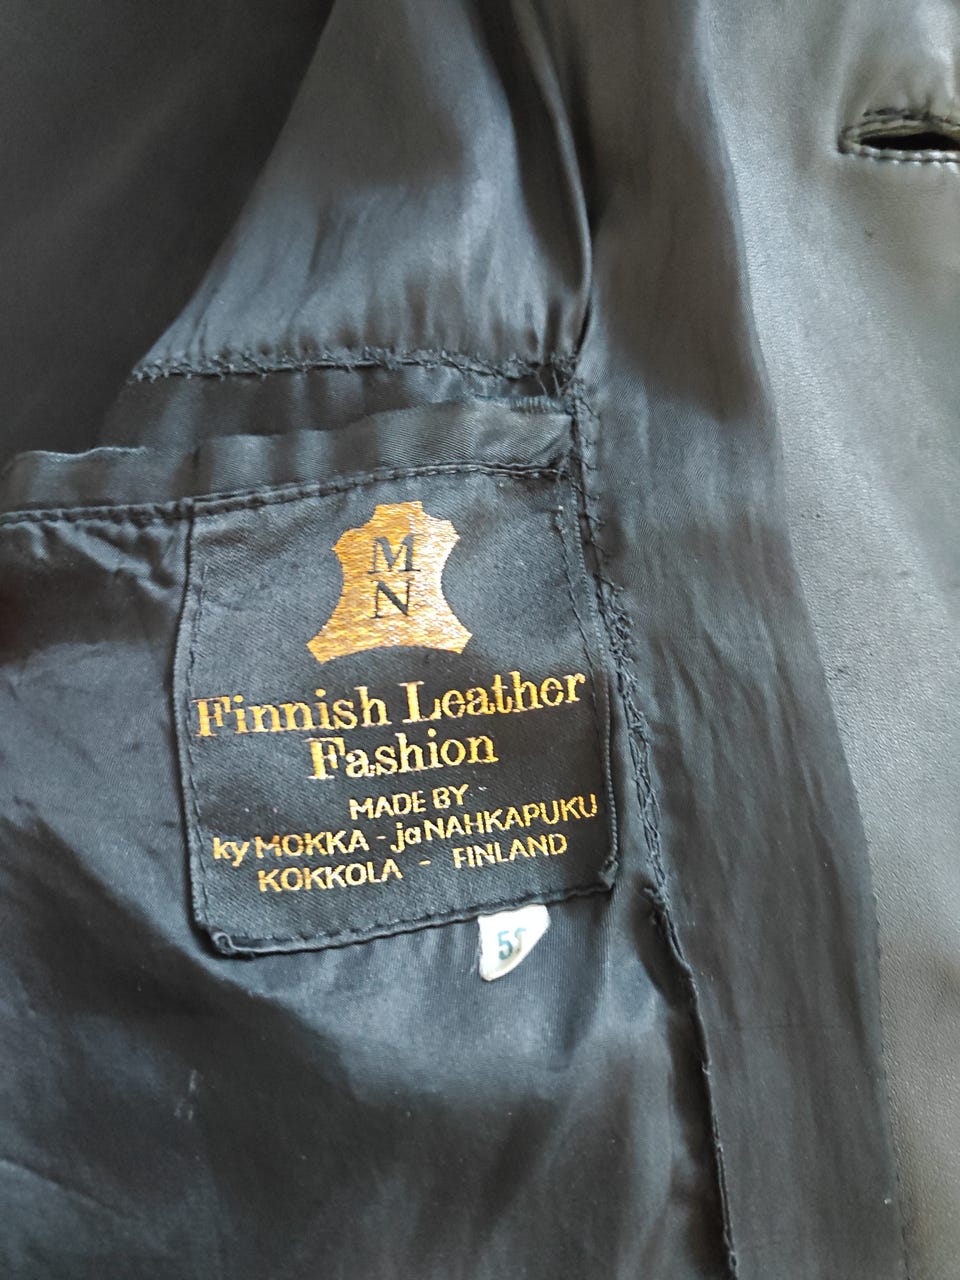 M
N
Finnish Leather
Fashion
MADE BY
ky MOKKA - ja NAHKAPUKU
KOKKOLA - FINLAND